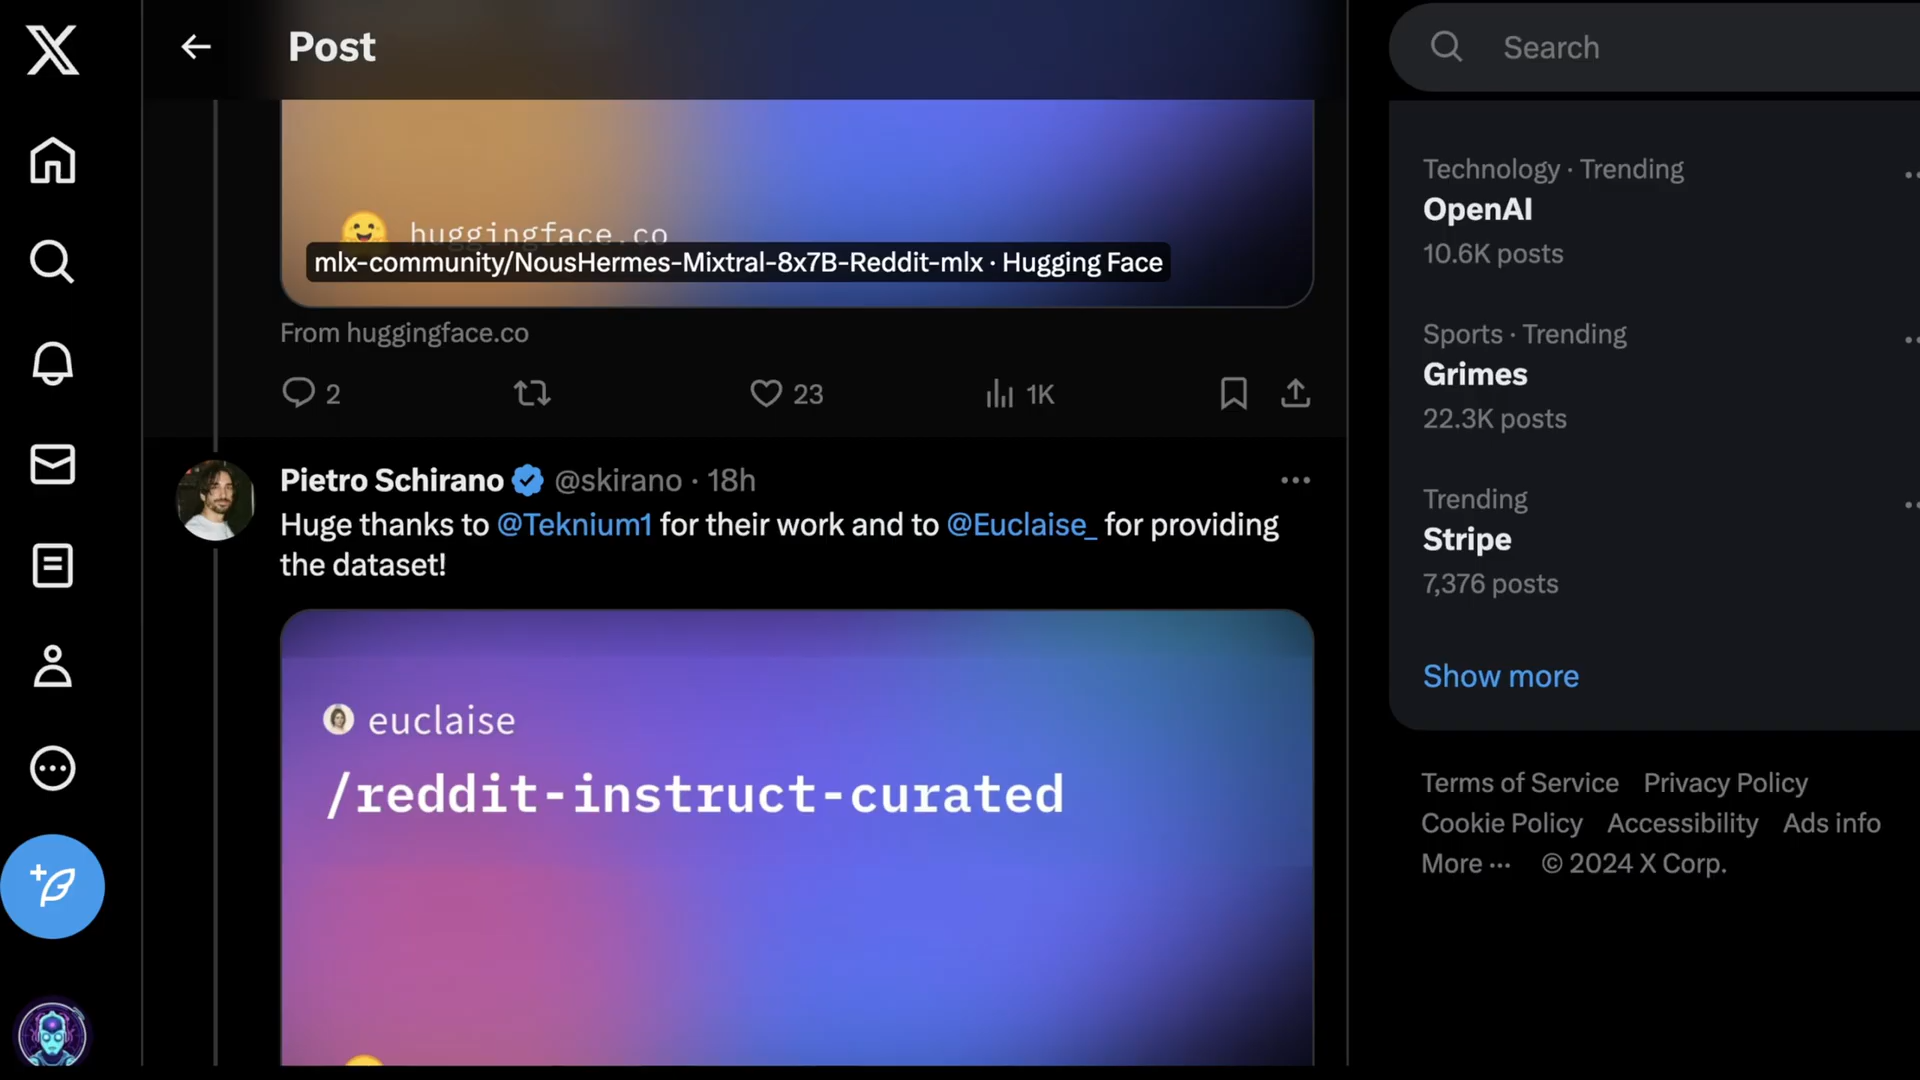 Post
huggingface.co
mlx-community/NousHermes-Mixtral-8x7B-Reddit-mlx · Hugging Face
From huggingface.co
2
23
1K
Pietro Schirano @skirano · 18h
Huge thanks to @Teknium1 for their work and to @Euclaise_ for providing
the dataset!
euclaise
/reddit-instruct-curated
Search
Technology · Trending
OpenAI
10.6K posts
Sports · Trending
Grimes
22.3K posts
Trending
Stripe
7,376 posts
Show more
Terms of Service Privacy Policy
Cookie Policy Accessibility Ads info
More ··· © 2024 X Corp.